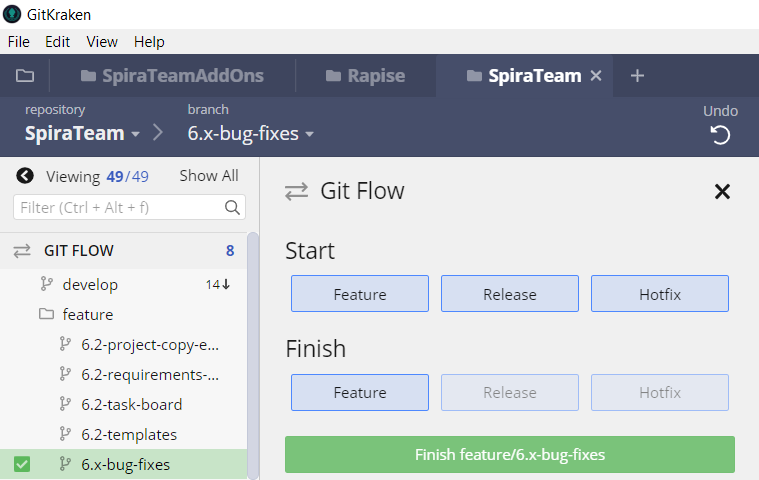 GitKraken
File Edit View Help
SpiraTeamAddOns Rapise SpiraTeam
repository branch Undo
SpiraTeam 6.x-bug-fixes
Viewing 49/49 Show All
Filter (Ctrl + Alt + f)
GIT FLOW 8
develop 14
feature
6.2-project-copy-e...
6.2-requirements-...
6.2-task-board
6.2-templates
6.x-bug-fixes
Git Flow
Start
Feature Release Hotfix
Finish
Feature Release Hotfix
Finish feature/6.x-bug-fixes